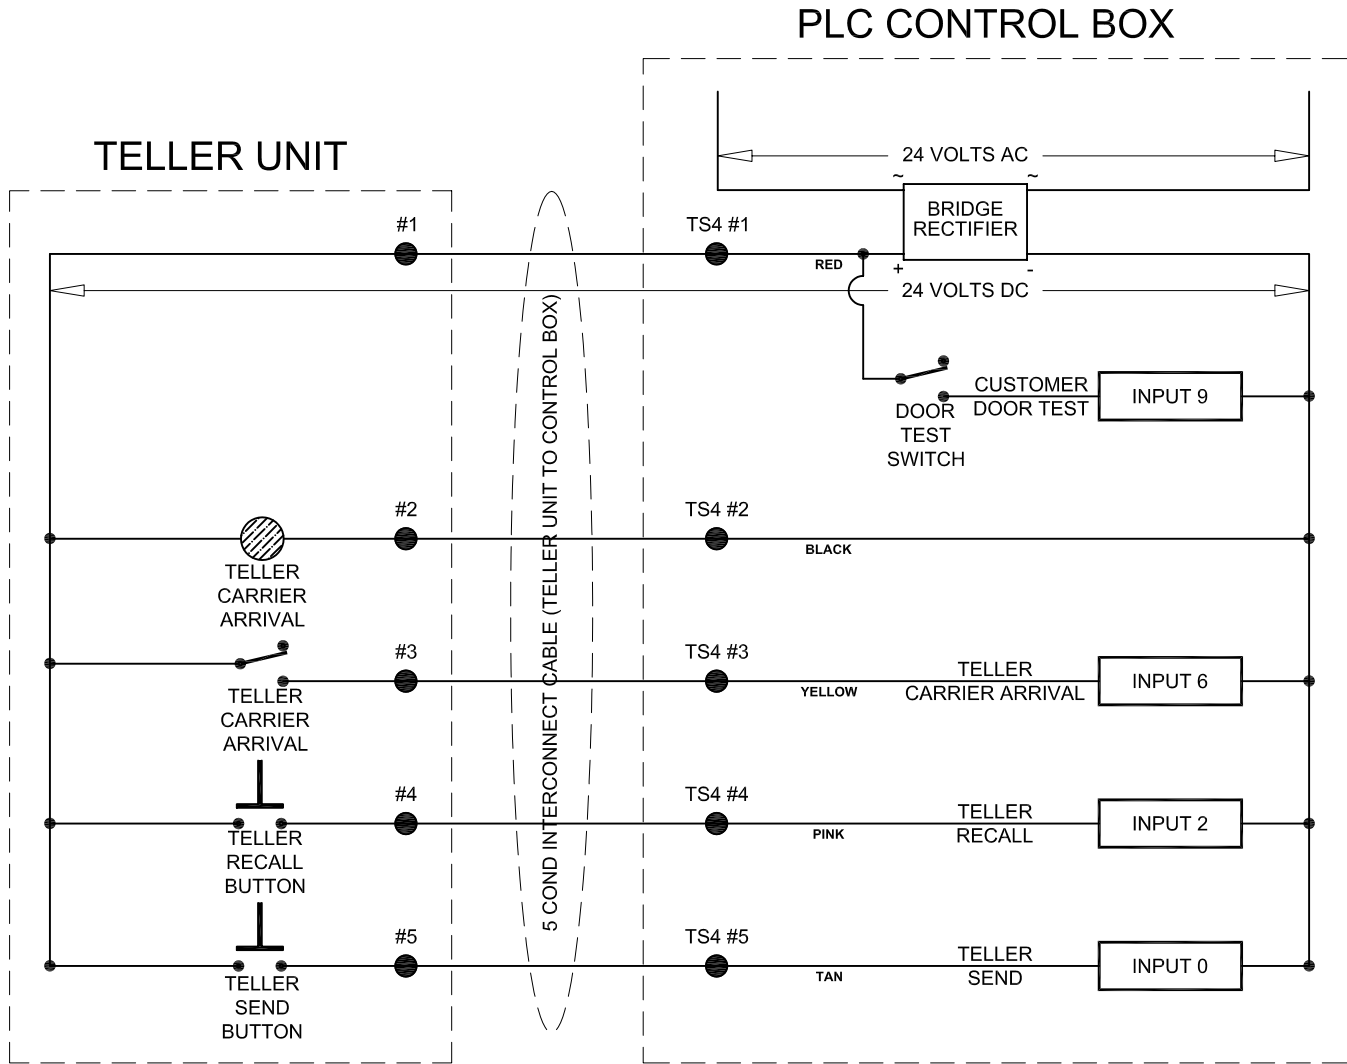 PLC CONTROL BOX
TELLER UNIT
24 VOLTS AC
~
~
BRIDGE
RECTIFIER
+
-
#1
TS4 #1
RED
24 VOLTS DC
DOOR
TEST
SWITCH
CUSTOMER
DOOR TEST
INPUT 9
5 COND INTERCONNECT CABLE (TELLER UNIT TO CONTROL BOX)
#2
TS4 #2
BLACK
TELLER
CARRIER
ARRIVAL
#3
TS4 #3
YELLOW
TELLER
CARRIER ARRIVAL
INPUT 6
TELLER
CARRIER
ARRIVAL
#4
TS4 #4
PINK
TELLER
RECALL
INPUT 2
TELLER
RECALL
BUTTON
#5
TS4 #5
TAN
TELLER
SEND
INPUT 0
TELLER
SEND
BUTTON